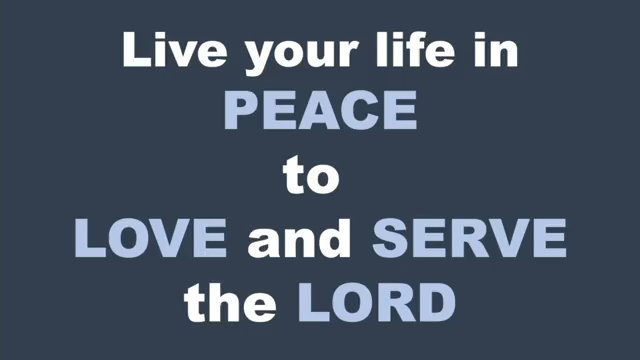 Live your life in
PEACE
to
LOVE and SERVE
the LORD